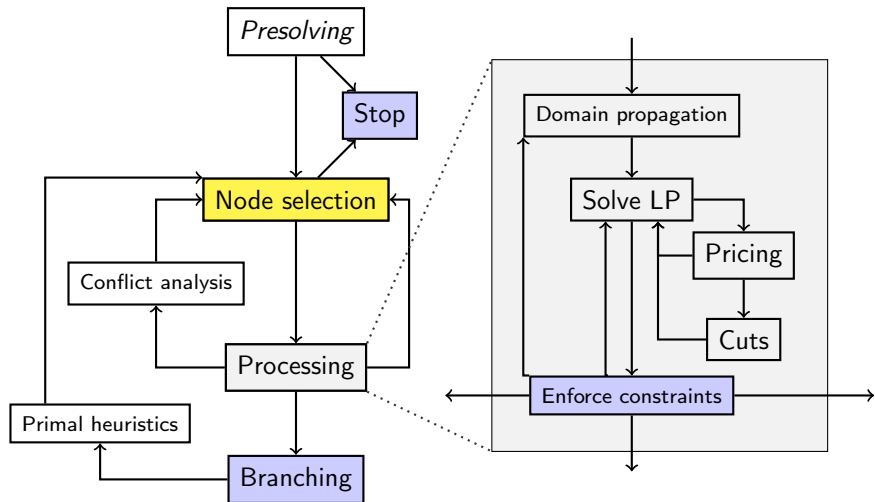 Presolving
Stop
Node selection
Conflict analysis
Processing
Primal heuristics
Branching
Domain propagation
Solve LP
Pricing
Cuts
Enforce constraints